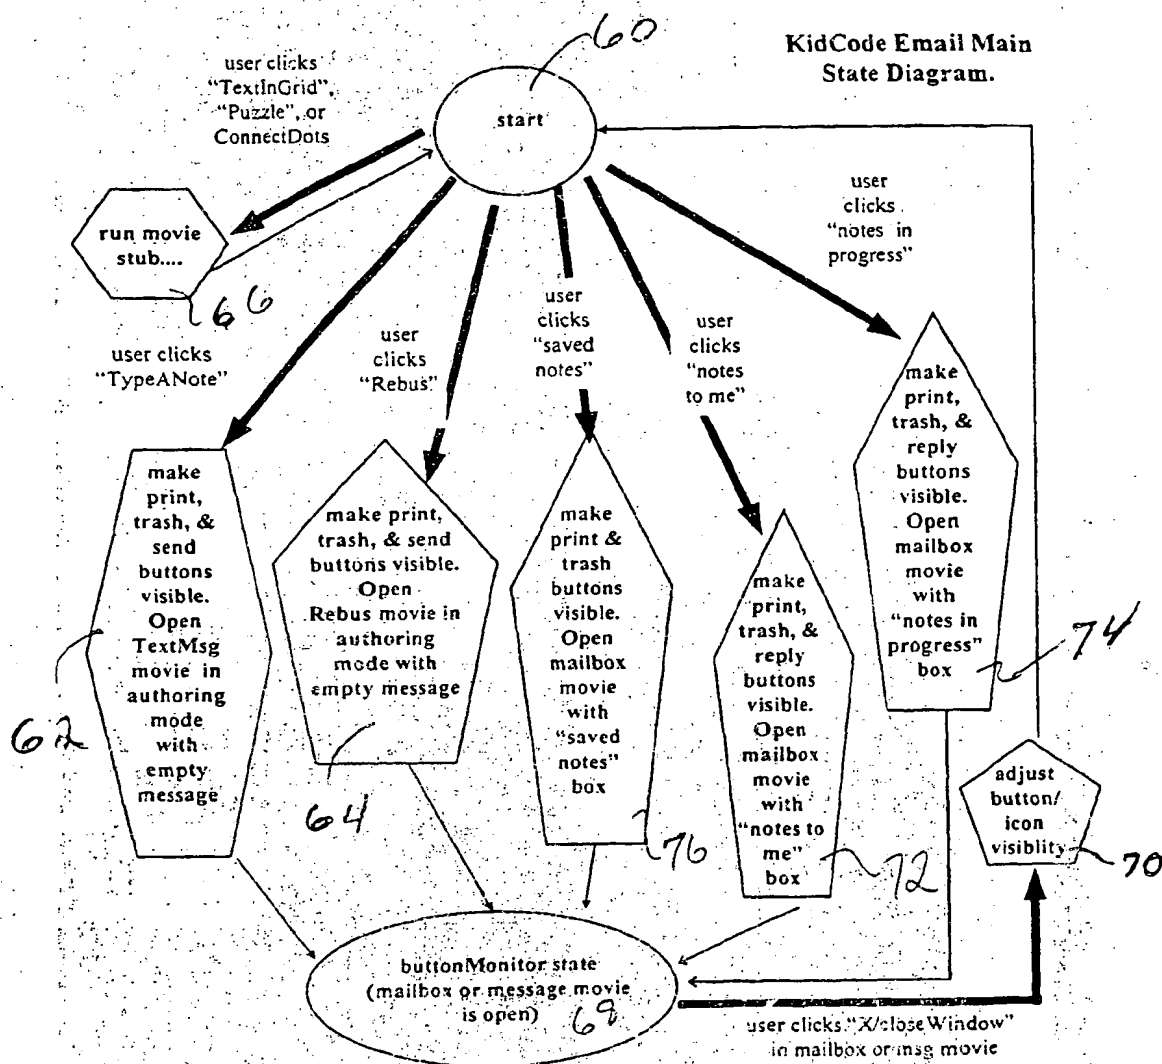 KidCode Email Main
State Diagram.
60
user clicks
"TextInGrid",
"Puzzle", or
ConnectDots
start
user
clicks
"notes in
progress"
run movie
stub....
66
user clicks
"TypeANote"
user
clicks
"Rebus"
user
clicks
"saved
notes"
user
clicks
"notes
to me"
make
print,
trash, &
send
buttons
visible.
Open
TextMsg
movie in
authoring
mode
with
empty
message
62
make print,
trash, & send
buttons visible.
Open
Rebus movie in
authoring
mode with
empty message
64
make
print &
trash
buttons
visible.
Open
mailbox
movie
with
"saved
notes"
box
76
make
print,
trash, &
reply
buttons
visible.
Open
mailbox
movie
with
"notes to
me"
box
72
make
print,
trash, &
reply
buttons
visible.
Open
mailbox
movie
with
"notes in
progress"
box
74
adjust
button/
icon
visiblity
70
buttonMonitor state
(mailbox or message movie
is open)
68
user clicks "X/closeWindow"
in mailbox or msg movie